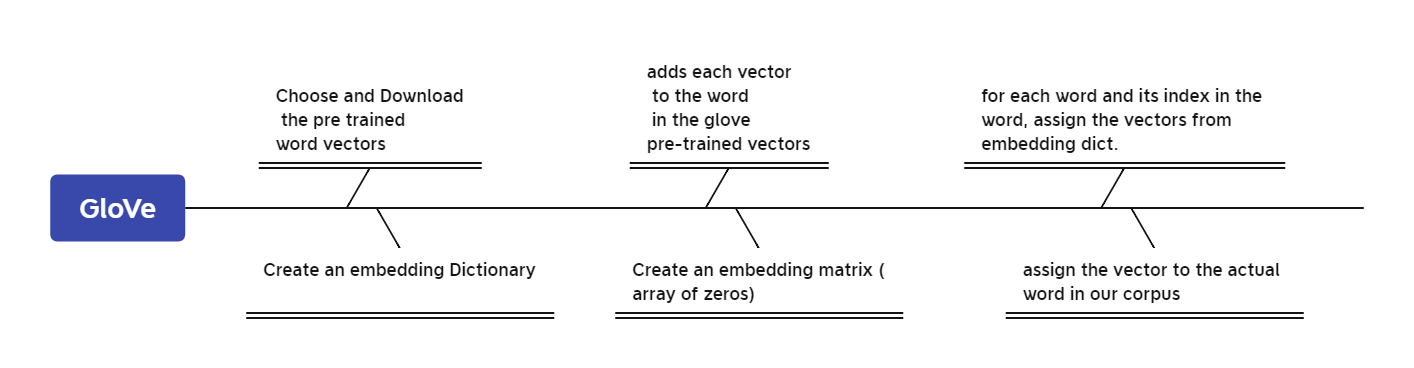 GloVe
Choose and Download
the pre trained
word vectors
Create an embedding Dictionary
adds each vector
to the word
in the glove
pre-trained vectors
Create an embedding matrix (
array of zeros)
for each word and its index in the
word, assign the vectors from
embedding dict.
assign the vector to the actual
word in our corpus